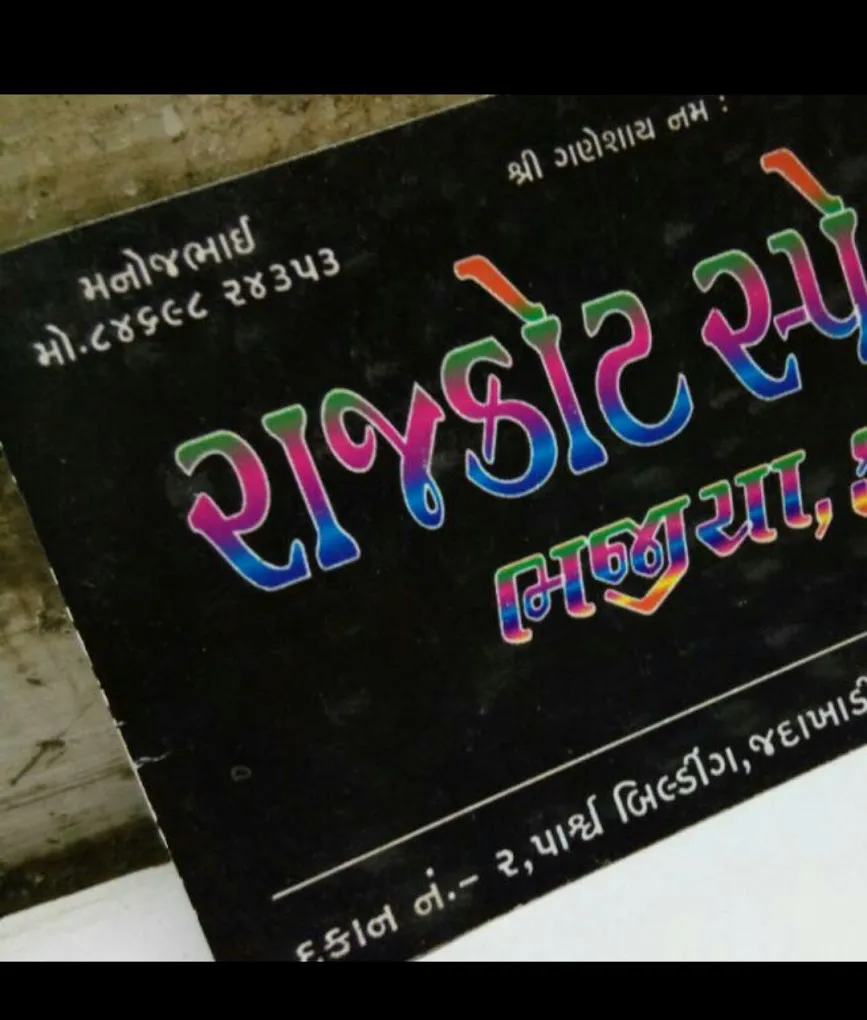 શ્રી ગણેશાય નમ :
મનોજભાઈ
મો.૮૪૬૯૮ ૨૪૩૫૩
રાજકોટ
ભજીયા,
દુકાન નં.- ૨, પાર્શ્વ બિલ્ડીંગ, જદાખાડી